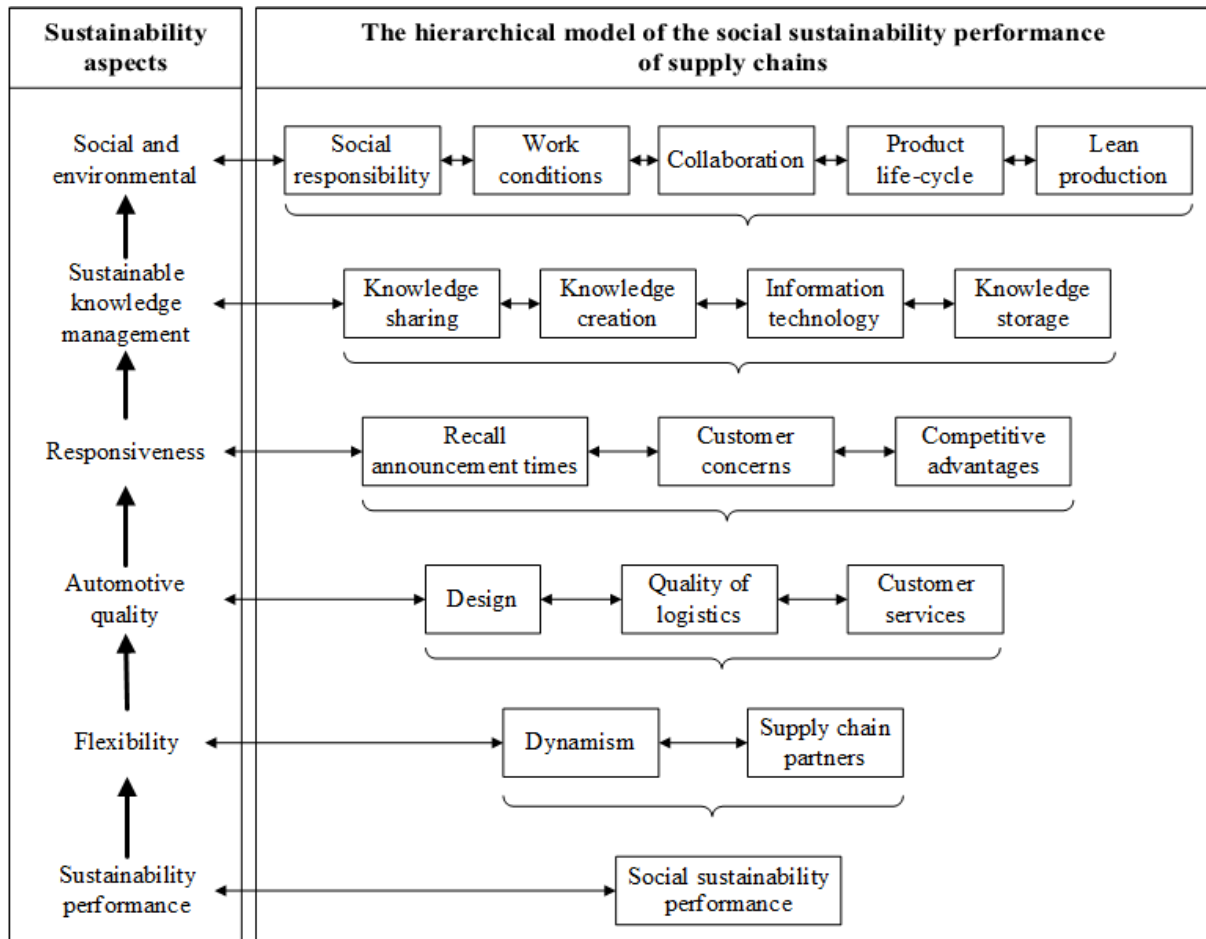 Sustainability
aspects
The hierarchical model of the social sustainability performance
of supply chains
Social and
environmental
Social
responsibility
Work
conditions
Collaboration
Product
life-cycle
Lean
production
Sustainable
knowledge
management
Knowledge
sharing
Knowledge
creation
Information
technology
Knowledge
storage
Responsiveness
Recall
announcement times
Customer
concerns
Competitive
advantages
Automotive
quality
Design
Quality of
logistics
Customer
services
Flexibility
Dynamism
Supply chain
partners
Sustainability
performance
Social sustainability
performance